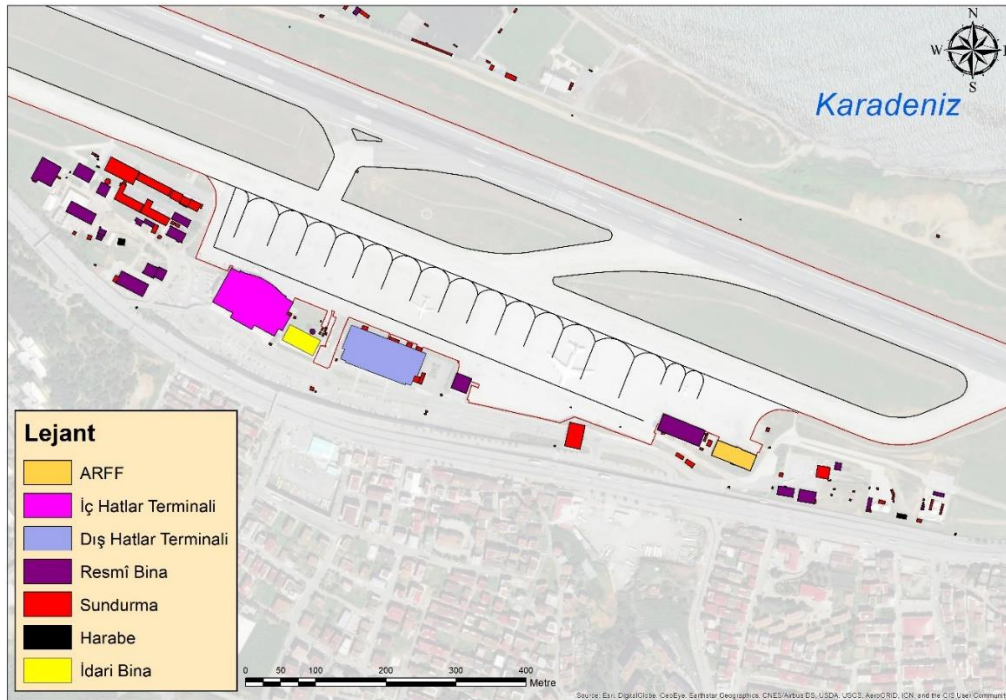 N
W
S
Karadeniz
Lejant
ARFF
İç Hatlar Terminali
Dış Hatlar Terminali
Resmî Bina
Sundurma
Harabe
İdari Bina
0 50 100 200 300 400
Metre
Source: Esri, DigitalGlobe, GeoEye, Earthstar Geographics, CNES/Airbus DS, USDA, USGS, AeroGRID, IGN, and the GIS User Community